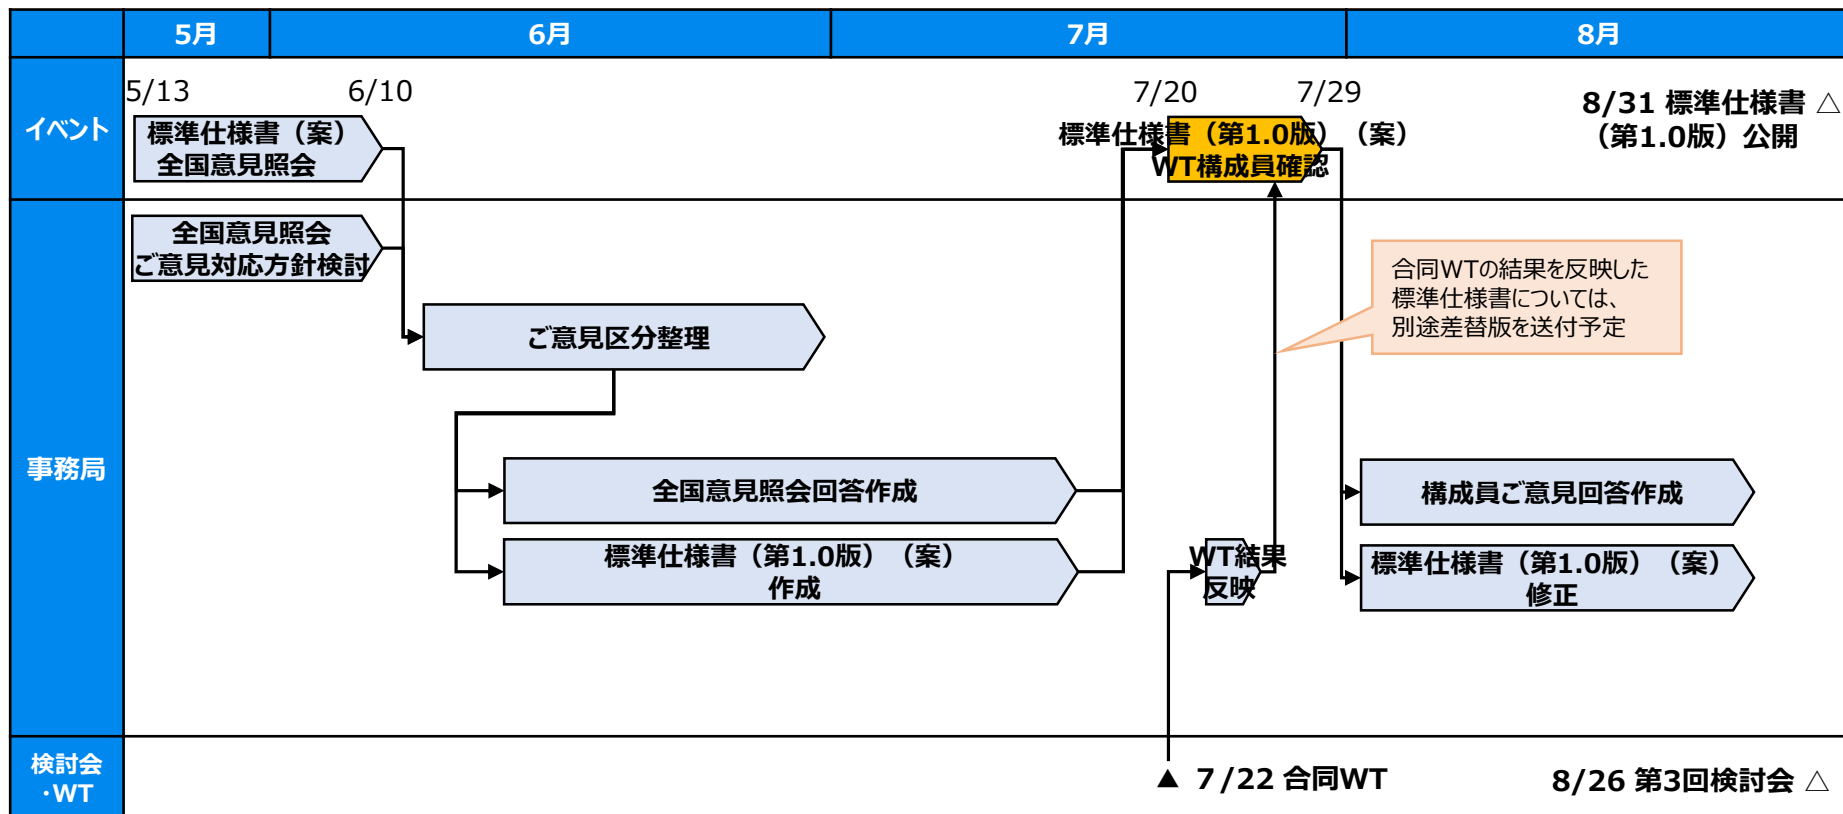 5月
6月
7月
8月
イベント
5/13
6/10
7/20
7/29
標準仕様書（案）
全国意見照会
標準仕様書（第1.0版）（案）
WT構成員確認
8/31 標準仕様書 △
（第1.0版）公開
事務局
全国意見照会
ご意見対応方針検討
ご意見区分整理
合同WTの結果を反映した
標準仕様書については、
別途差替版を送付予定
全国意見照会回答作成
標準仕様書（第1.0版）（案）
作成
WT結果
反映
構成員ご意見回答作成
標準仕様書（第1.0版）（案）
修正
検討会
・WT
▲ 7/22 合同WT
8/26 第3回検討会 △